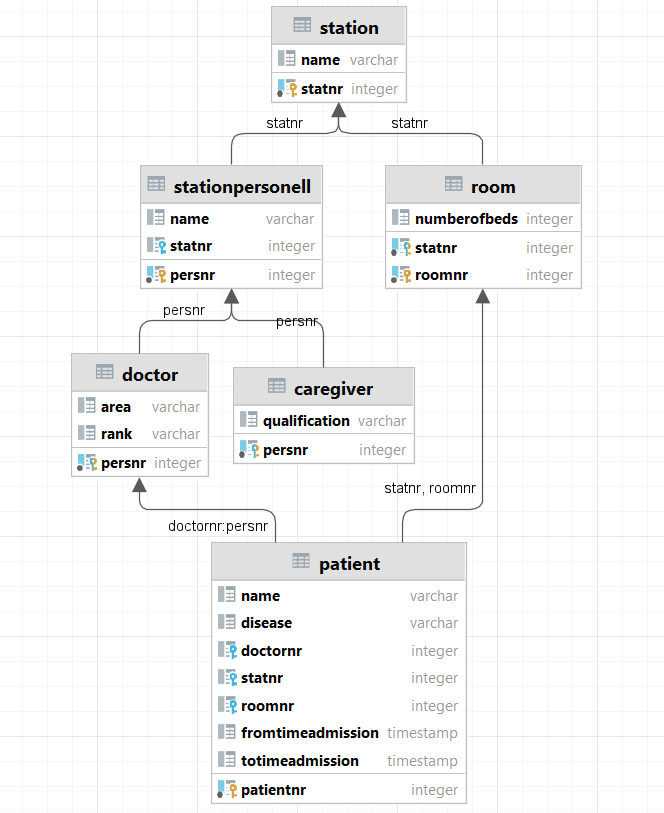 station
name varchar
statnr integer
statnr statnr
stationpersonell
name varchar
statnr integer
persnr integer
room
numberofbeds integer
statnr integer
roomnr integer
persnr
persnr
doctor
area varchar
rank varchar
persnr integer
caregiver
qualification varchar
persnr integer
statnr, roomnr
doctornr:persnr
patient
name varchar
disease varchar
doctornr integer
statnr integer
roomnr integer
fromtimeadmission timestamp
totimeadmission timestamp
patientnr integer